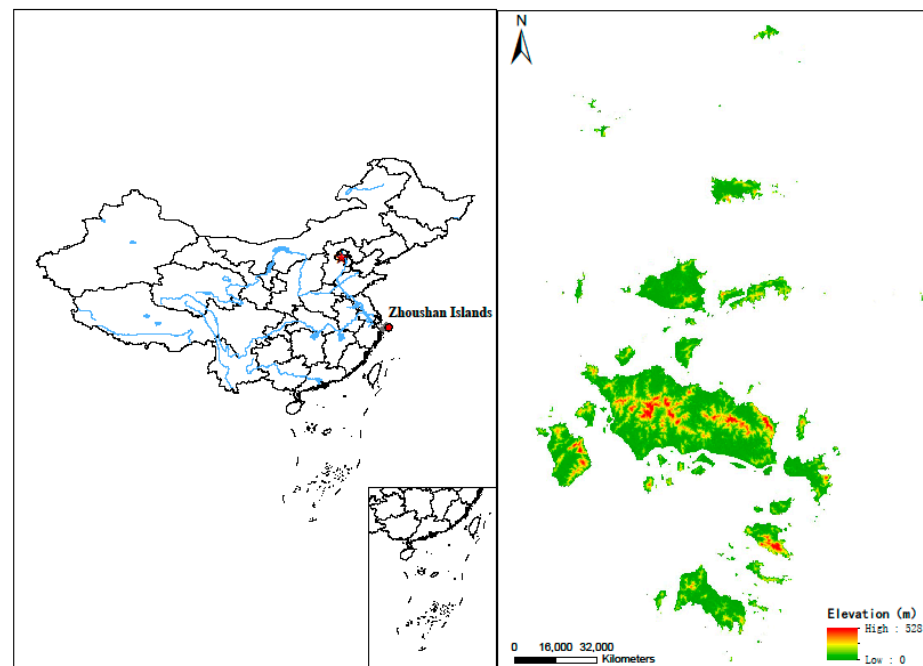 Zhoushan Islands
N
Elevation (m)
High : 528
Low : 0
0 16,000 32,000
Kilometers